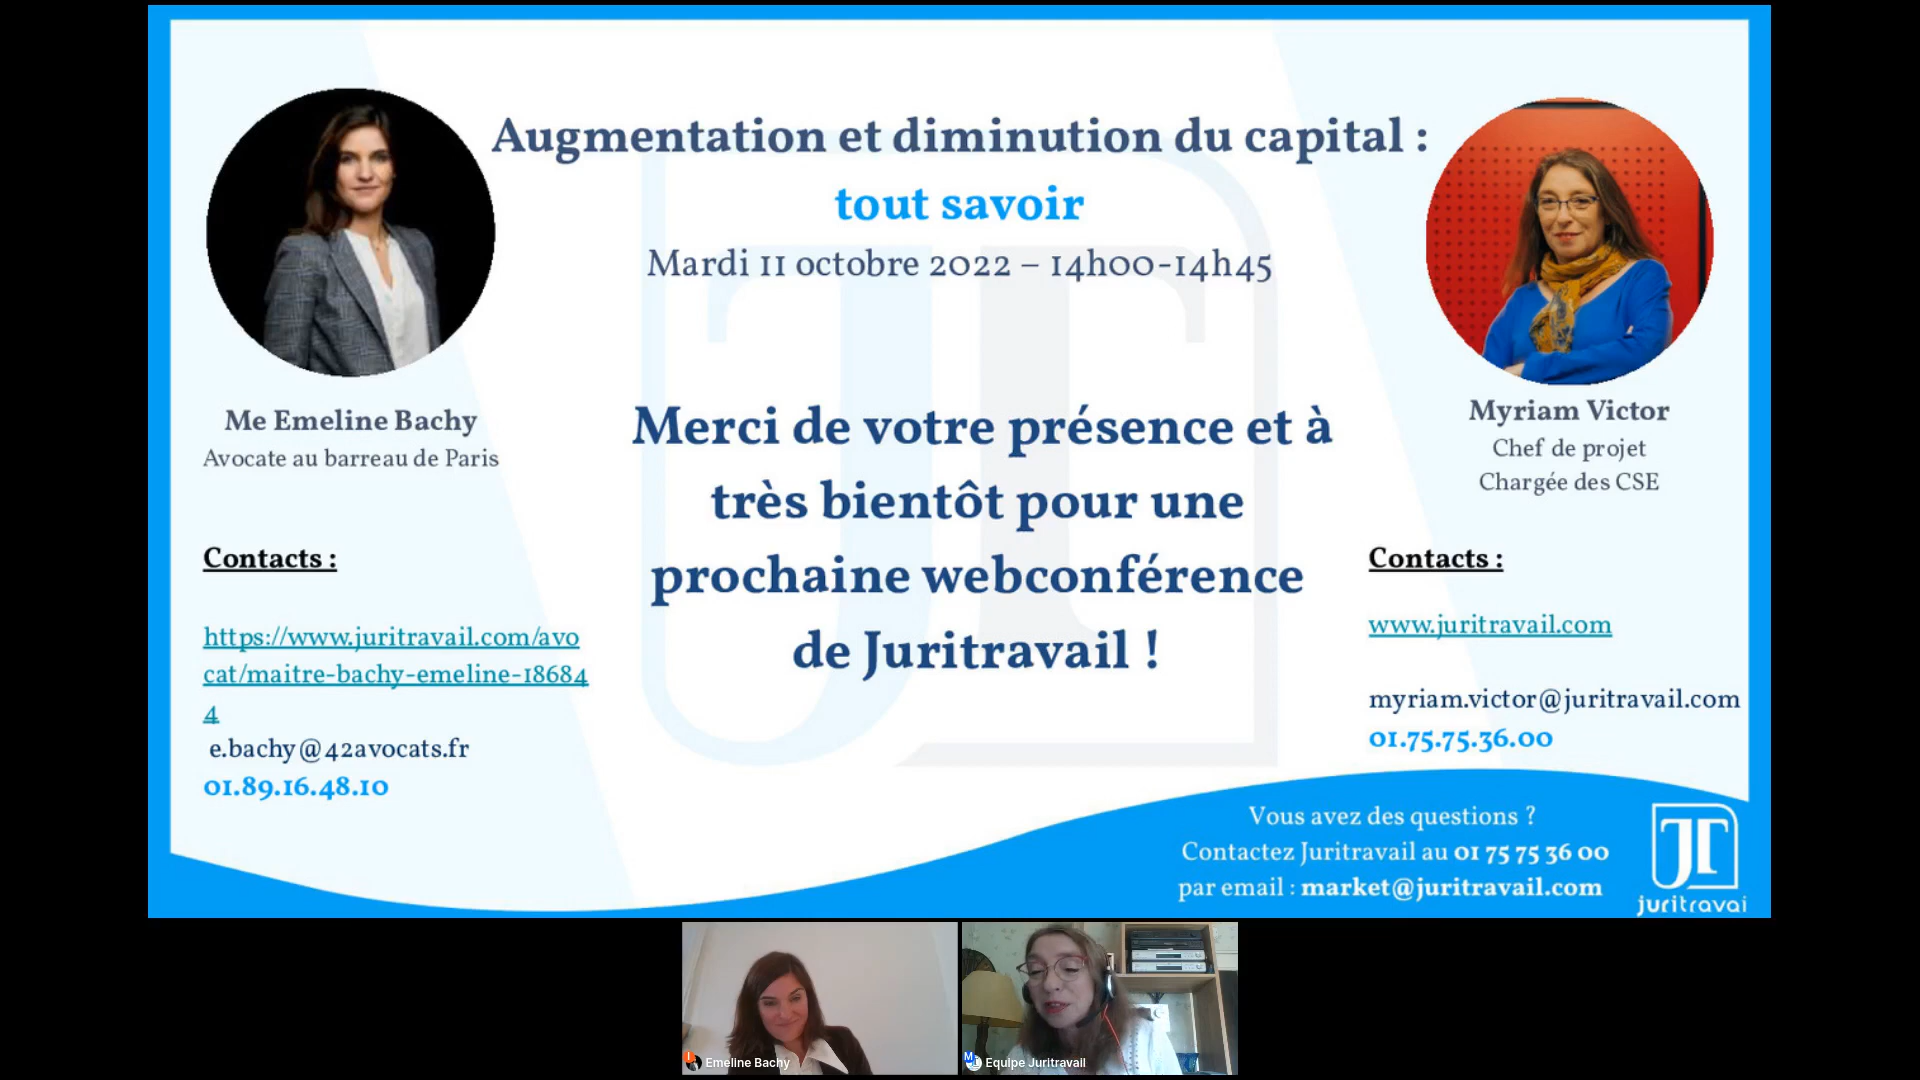 Augmentation et diminution du capital :
tout savoir
Mardi 11 octobre 2022 – 14h00-14h45
Me Emeline Bachy
Avocate au barreau de Paris
Contacts :
https://www.juritravail.com/avo
cat/maitre-bachy-emeline-18684
4
e.bachy@42avocats.fr
01.89.16.48.10
Merci de votre présence et à
très bientôt pour une
prochaine webconférence
de Juritravail !
Myriam Victor
Chef de projet
Chargée des CSE
Contacts :
www.juritravail.com
myriam.victor@juritravail.com
01.75.75.36.00
Vous avez des questions ?
Contactez Juritravail au 01 75 75 36 00
par email : market@juritravail.com
JT
juritravai
Emeline Bachy
Equipe Juritravail